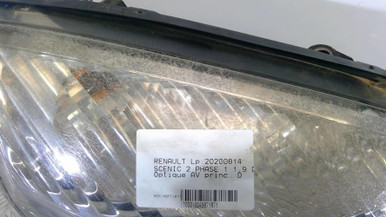 RENAULT Lp 20200814
SCENIC 2 PHASE 1 1.9 D
Optique AV princ. D